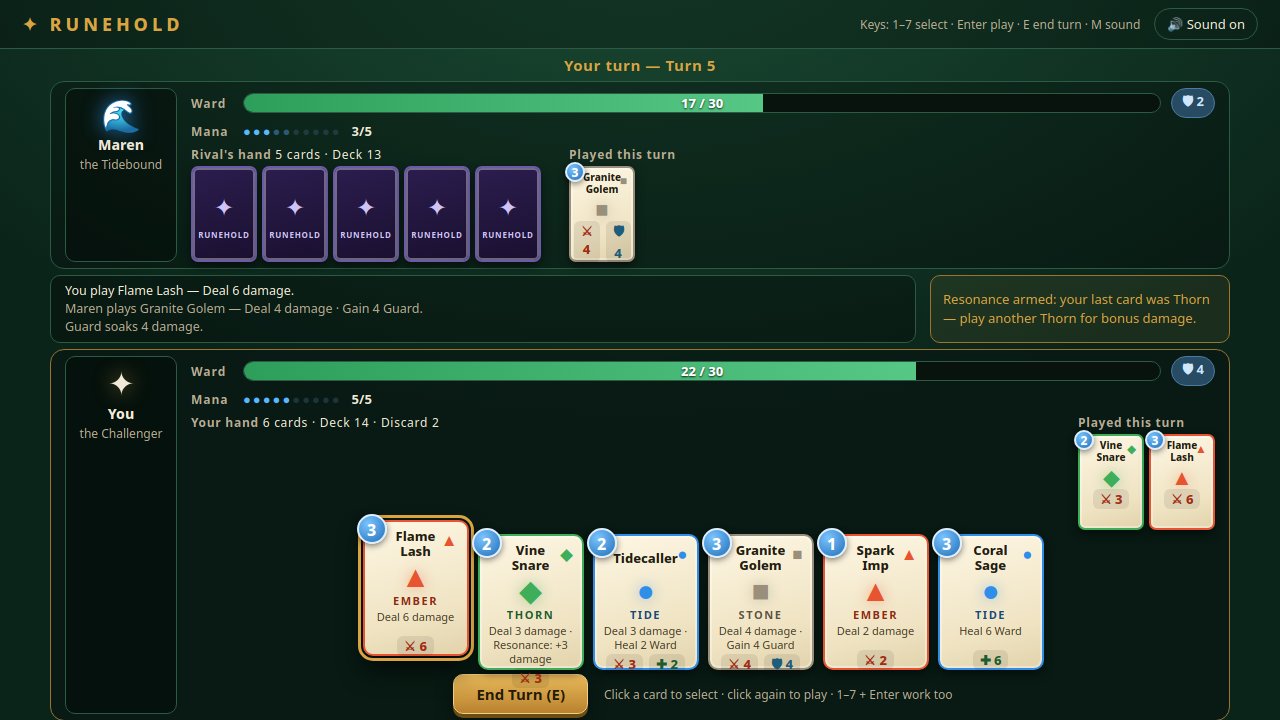 ✦ RUNEHOLD
Keys: 1–7 select · Enter play · E end turn · M sound
🔊 Sound on
Your turn — Turn 5
Maren
the Tidebound
Ward
17 / 30
2
Mana
3/5
Rival's hand 5 cards · Deck 13
RUNEHOLD
RUNEHOLD
RUNEHOLD
RUNEHOLD
RUNEHOLD
Played this turn
3
Granite
Golem
4
4
You play Flame Lash — Deal 6 damage.
Maren plays Granite Golem — Deal 4 damage · Gain 4 Guard.
Guard soaks 4 damage.
Resonance armed: your last card was Thorn
— play another Thorn for bonus damage.
You
the Challenger
Ward
22 / 30
4
Mana
5/5
Your hand 6 cards · Deck 14 · Discard 2
Played this turn
2
Vine
Snare
3
3
Flame
Lash
6
3
Flame
Lash
EMBER
Deal 6 damage
6
2
Vine
Snare
THORN
Deal 3 damage ·
Resonance: +3
damage
3
2
Tidecaller
TIDE
Deal 3 damage ·
Heal 2 Ward
3
2
3
Granite
Golem
STONE
Deal 4 damage ·
Gain 4 Guard
4
4
1
Spark
Imp
EMBER
Deal 2 damage
2
3
Coral
Sage
TIDE
Heal 6 Ward
6
End Turn (E)
Click a card to select · click again to play · 1–7 + Enter work too